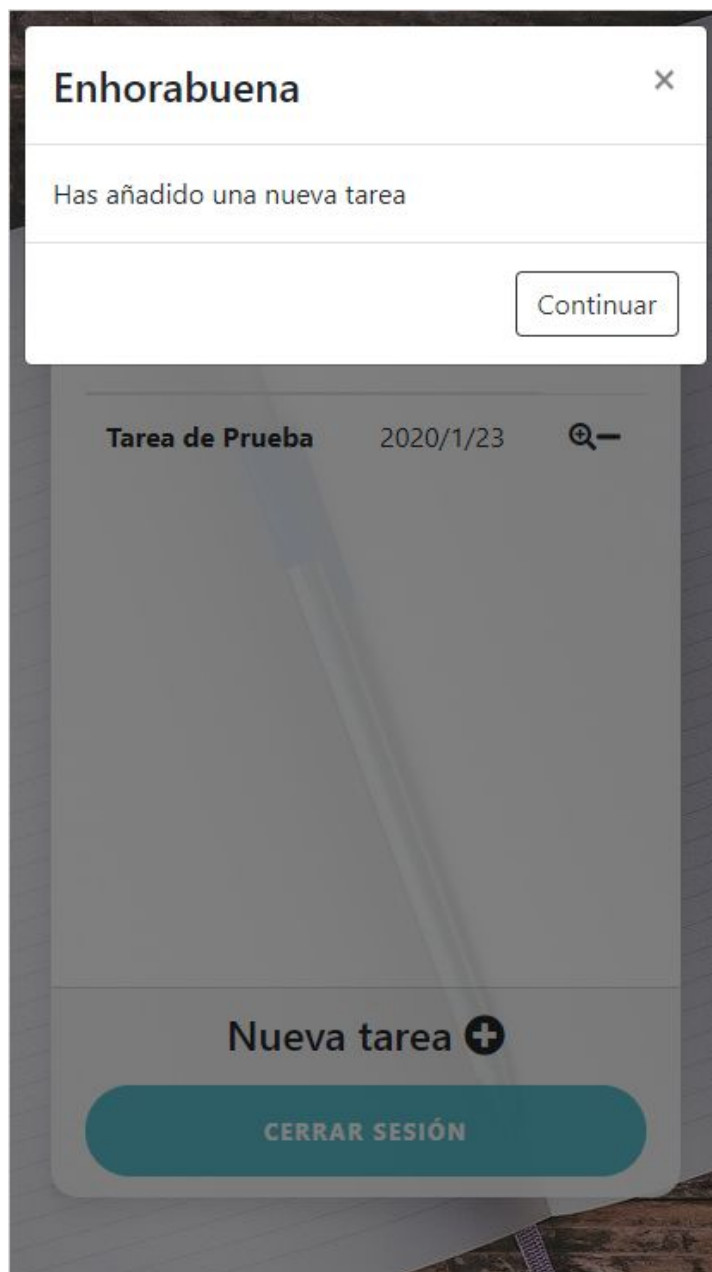 Enhorabuena ×
Has añadido una nueva tarea
Continuar
Tarea de Prueba 2020/1/23
Nueva tarea
CERRAR SESIÓN